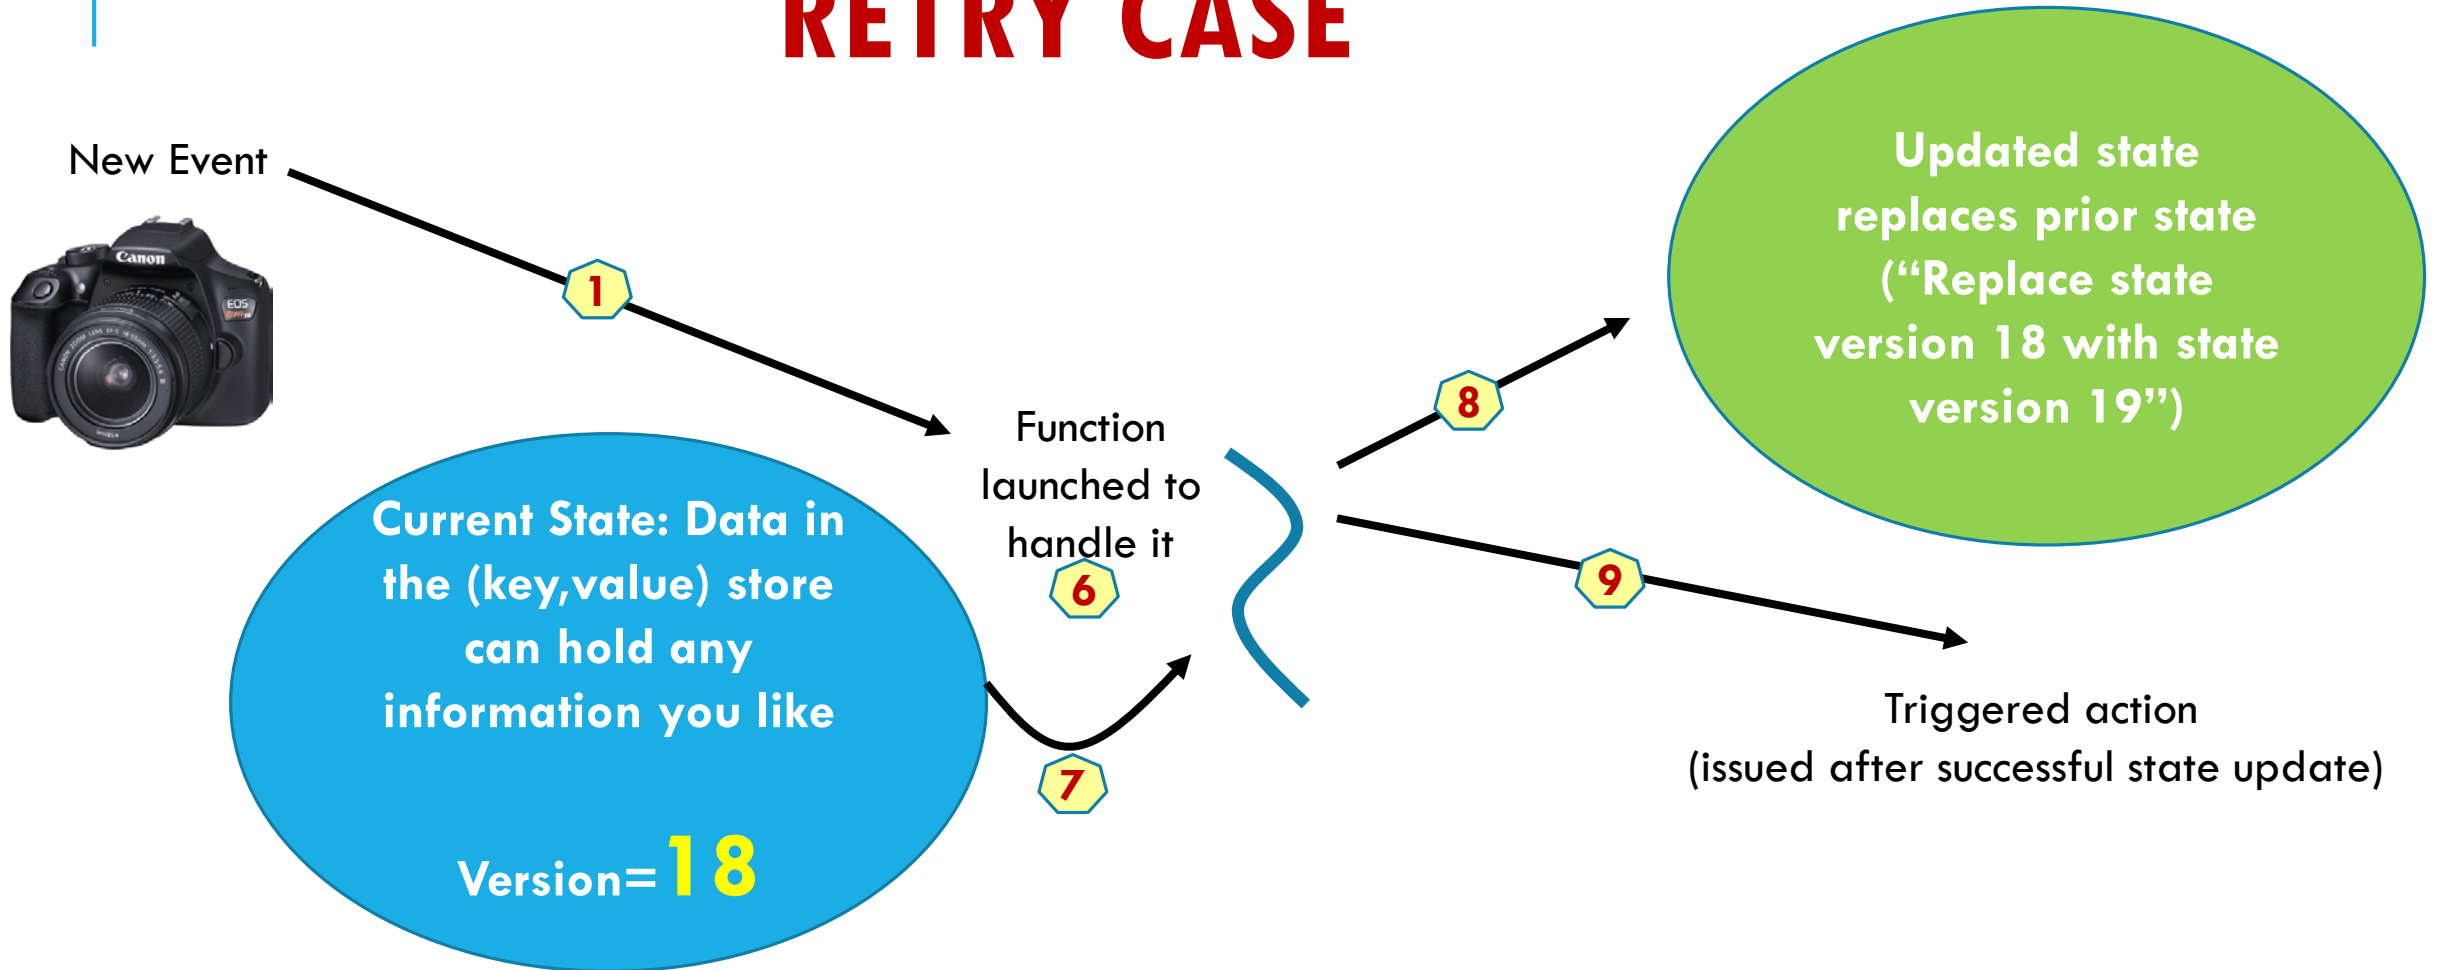 RETRY CASE
New Event
Canon
EOS
1
Function
launched to
handle it
6
Current State: Data in
the (key,value) store
can hold any
information you like
Version=18
7
8
Updated state
replaces prior state
(“Replace state
version 18 with state
version 19”)
9
Triggered action
(issued after successful state update)